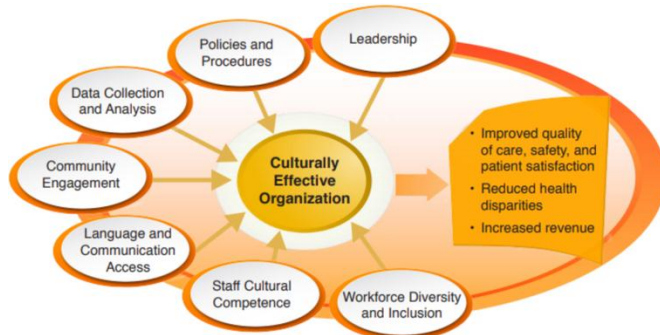 Policies and
Procedures
Leadership
Data Collection
and Analysis
Community
Engagement
Language and
Communication
Access
Staff Cultural
Competence
Workforce Diversity
and Inclusion
Culturally
Effective
Organization
• Improved quality
of care, safety, and
patient satisfaction
• Reduced health
disparities
• Increased revenue